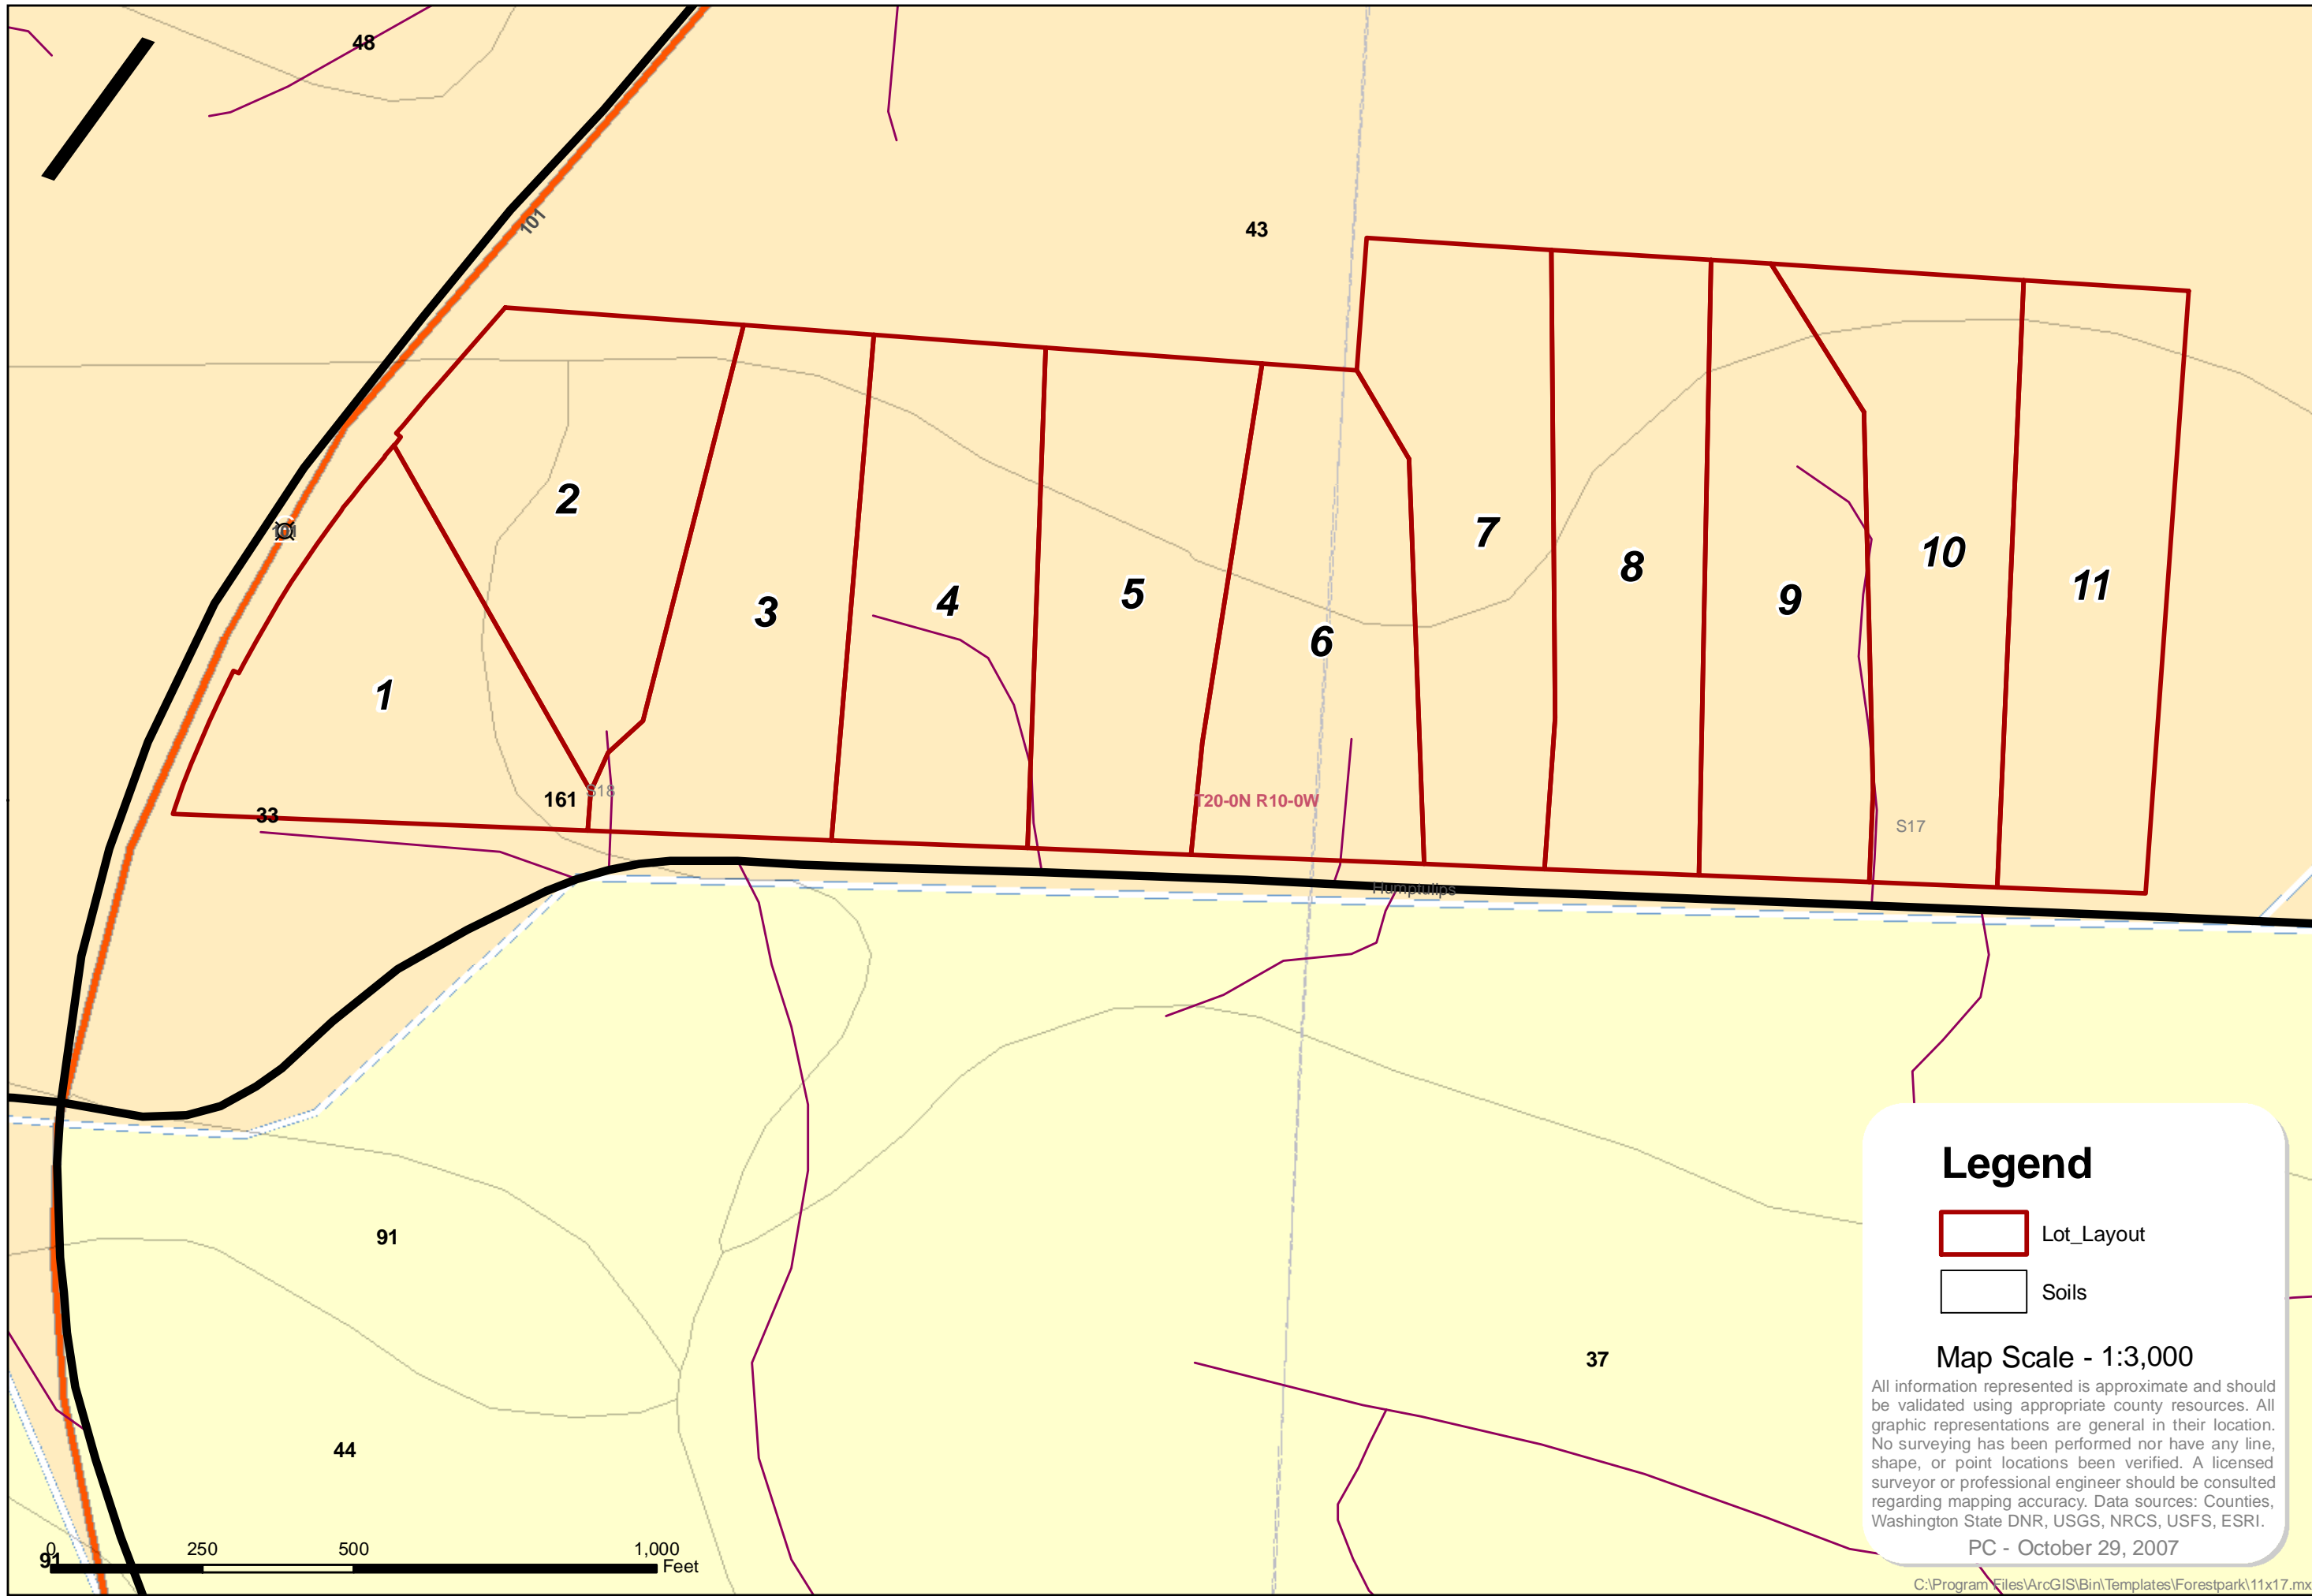 48
101
43
2
7
10
8
11
9
5
4
3
6
1
161
S18
33
T20-0N R10-0W
S17
Humptulips
91
44
37
Legend
Lot_Layout
Soils
Map Scale - 1:3,000
All information represented is approximate and should
be validated using appropriate county resources. All
graphic representations are general in their location.
No surveying has been performed nor have any line,
shape, or point locations been verified. A licensed
surveyor or professional engineer should be consulted
regarding mapping accuracy. Data sources: Counties,
Washington State DNR, USGS, NRCS, USFS, ESRI.
PC - October 29, 2007
0 250 500 1,000
Feet
91
C:\Program Files\ArcGIS\Bin\Templates\Forestpark\11x17.mx